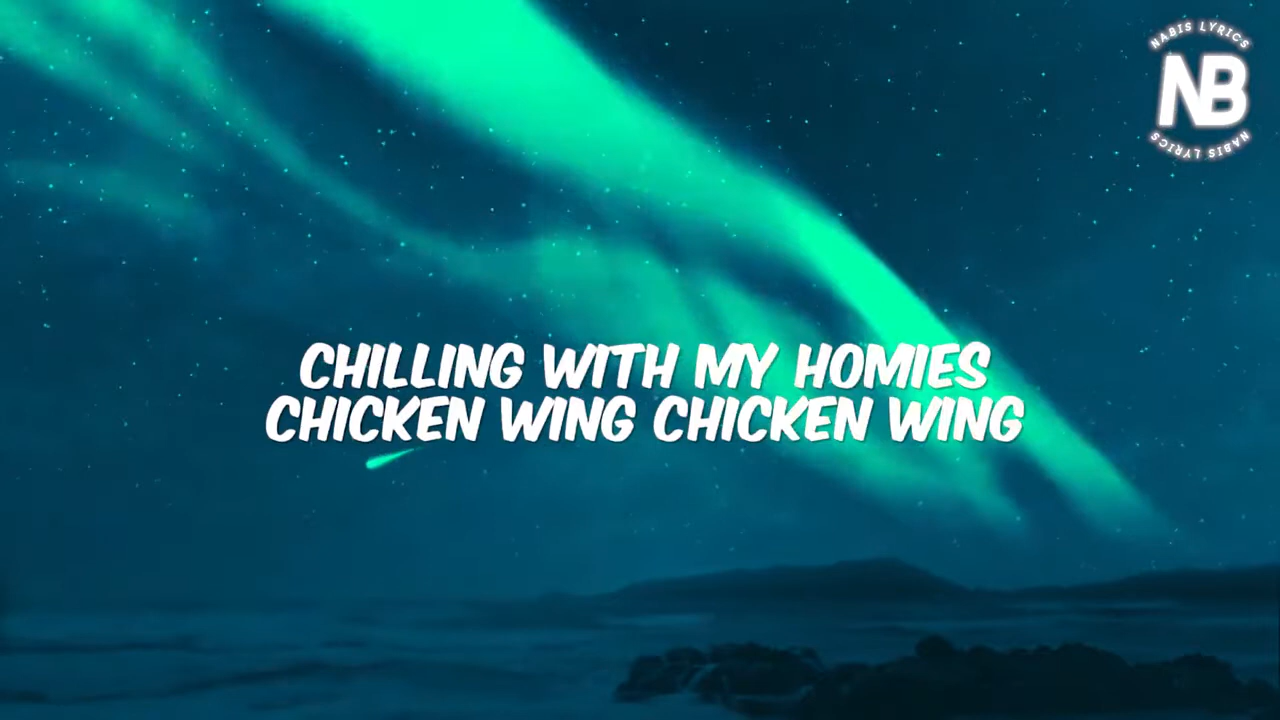 NABIS LYRICS
NB
NABIS LYRICS
CHILLING WITH MY HOMIES
CHICKEN WING CHICKEN WING